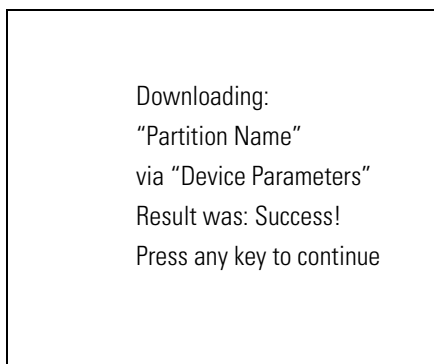 Downloading:
“Partition Name”
via “Device Parameters”
Result was: Success!
Press any key to continue